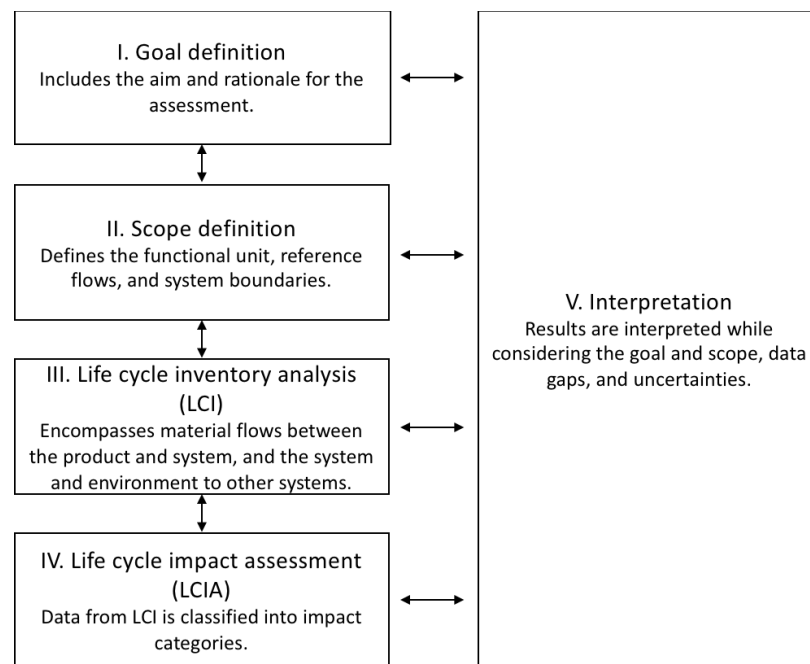 I. Goal definition
Includes the aim and rationale for the
assessment.
II. Scope definition
Defines the functional unit, reference
flows, and system boundaries.
III. Life cycle inventory analysis
(LCI)
Encompasses material flows between
the product and system, and the system
and environment to other systems.
IV. Life cycle impact assessment
(LCIA)
Data from LCI is classified into impact
categories.
V. Interpretation
Results are interpreted while
considering the goal and scope, data
gaps, and uncertainties.